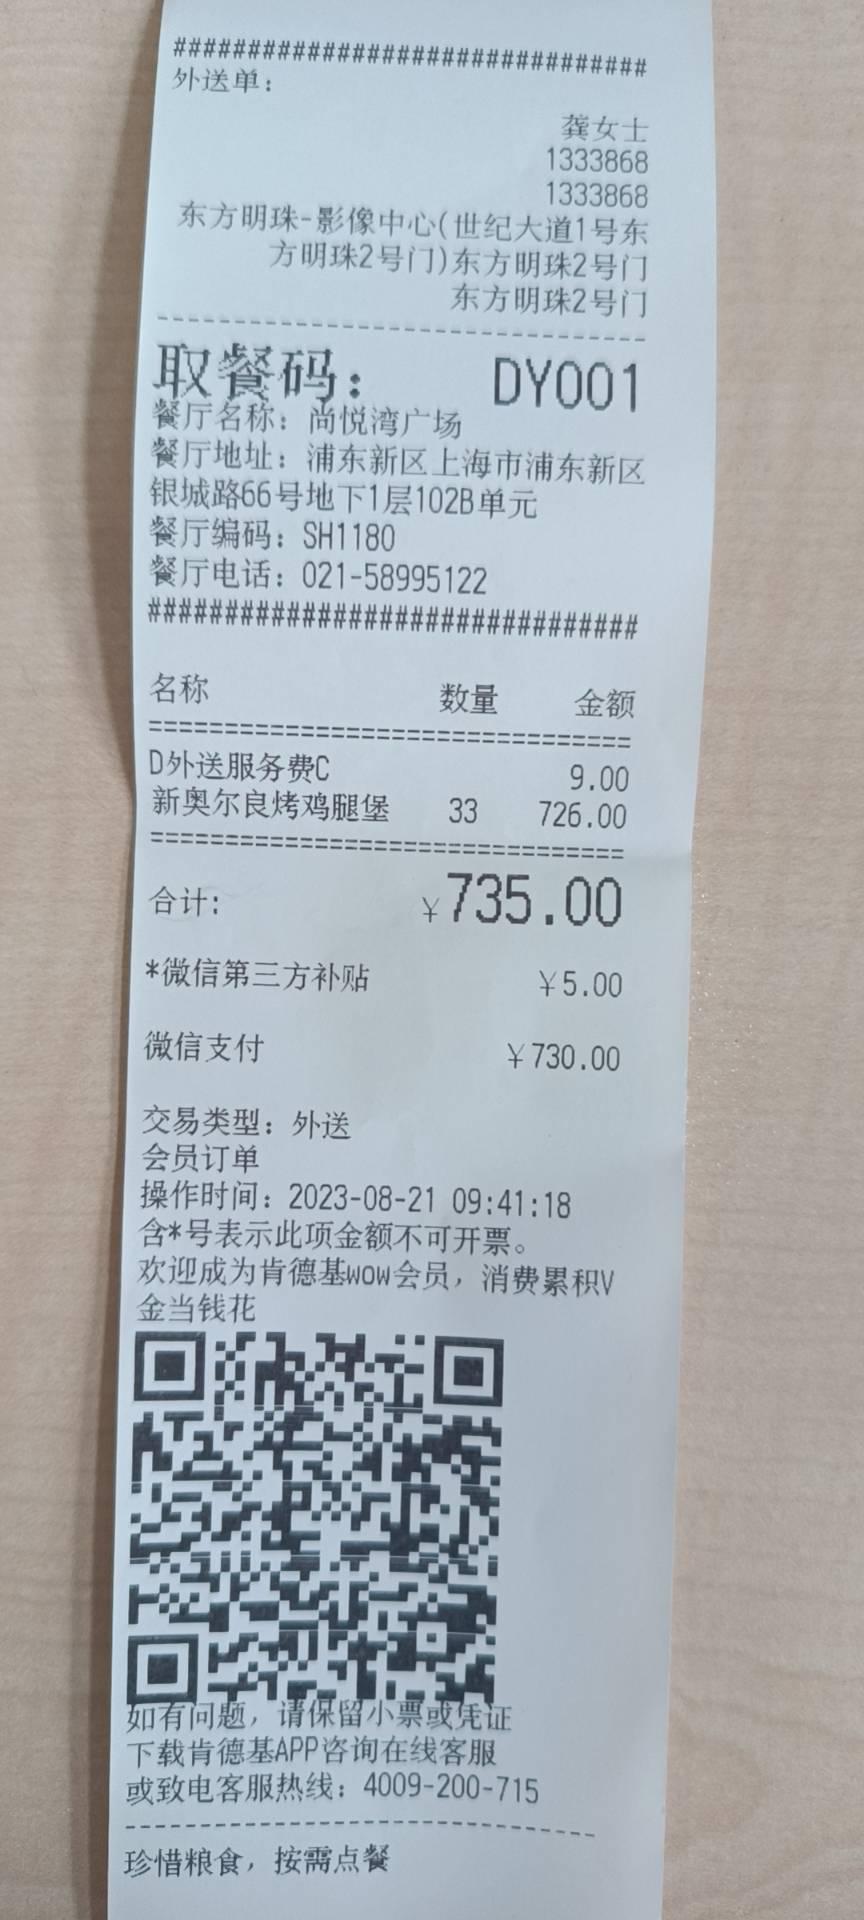 ################################
外送单：
龚女士
1333868
1333868
东方明珠-影像中心(世纪大道1号东
方明珠2号门)东方明珠2号门
东方明珠2号门
--------------------------------
取餐码： DY001
餐厅名称：尚悦湾广场
餐厅地址：浦东新区上海市浦东新区
银城路66号地下1层102B单元
餐厅编码：SH1180
餐厅电话：021-58995122
################################
名称 数量 金额
================================
D外送服务费C 9.00
新奥尔良烤鸡腿堡 33 726.00
================================
合计： ￥735.00
*微信第三方补贴 ￥5.00
微信支付 ￥730.00
交易类型：外送
会员订单
操作时间：2023-08-21 09:41:18
含*号表示此项金额不可开票。
欢迎成为肯德基wow会员，消费累积V
金当钱花
如有问题，请保留小票或凭证
下载肯德基APP咨询在线客服
或致电客服热线：4009-200-715
--------------------------------
珍惜粮食，按需点餐